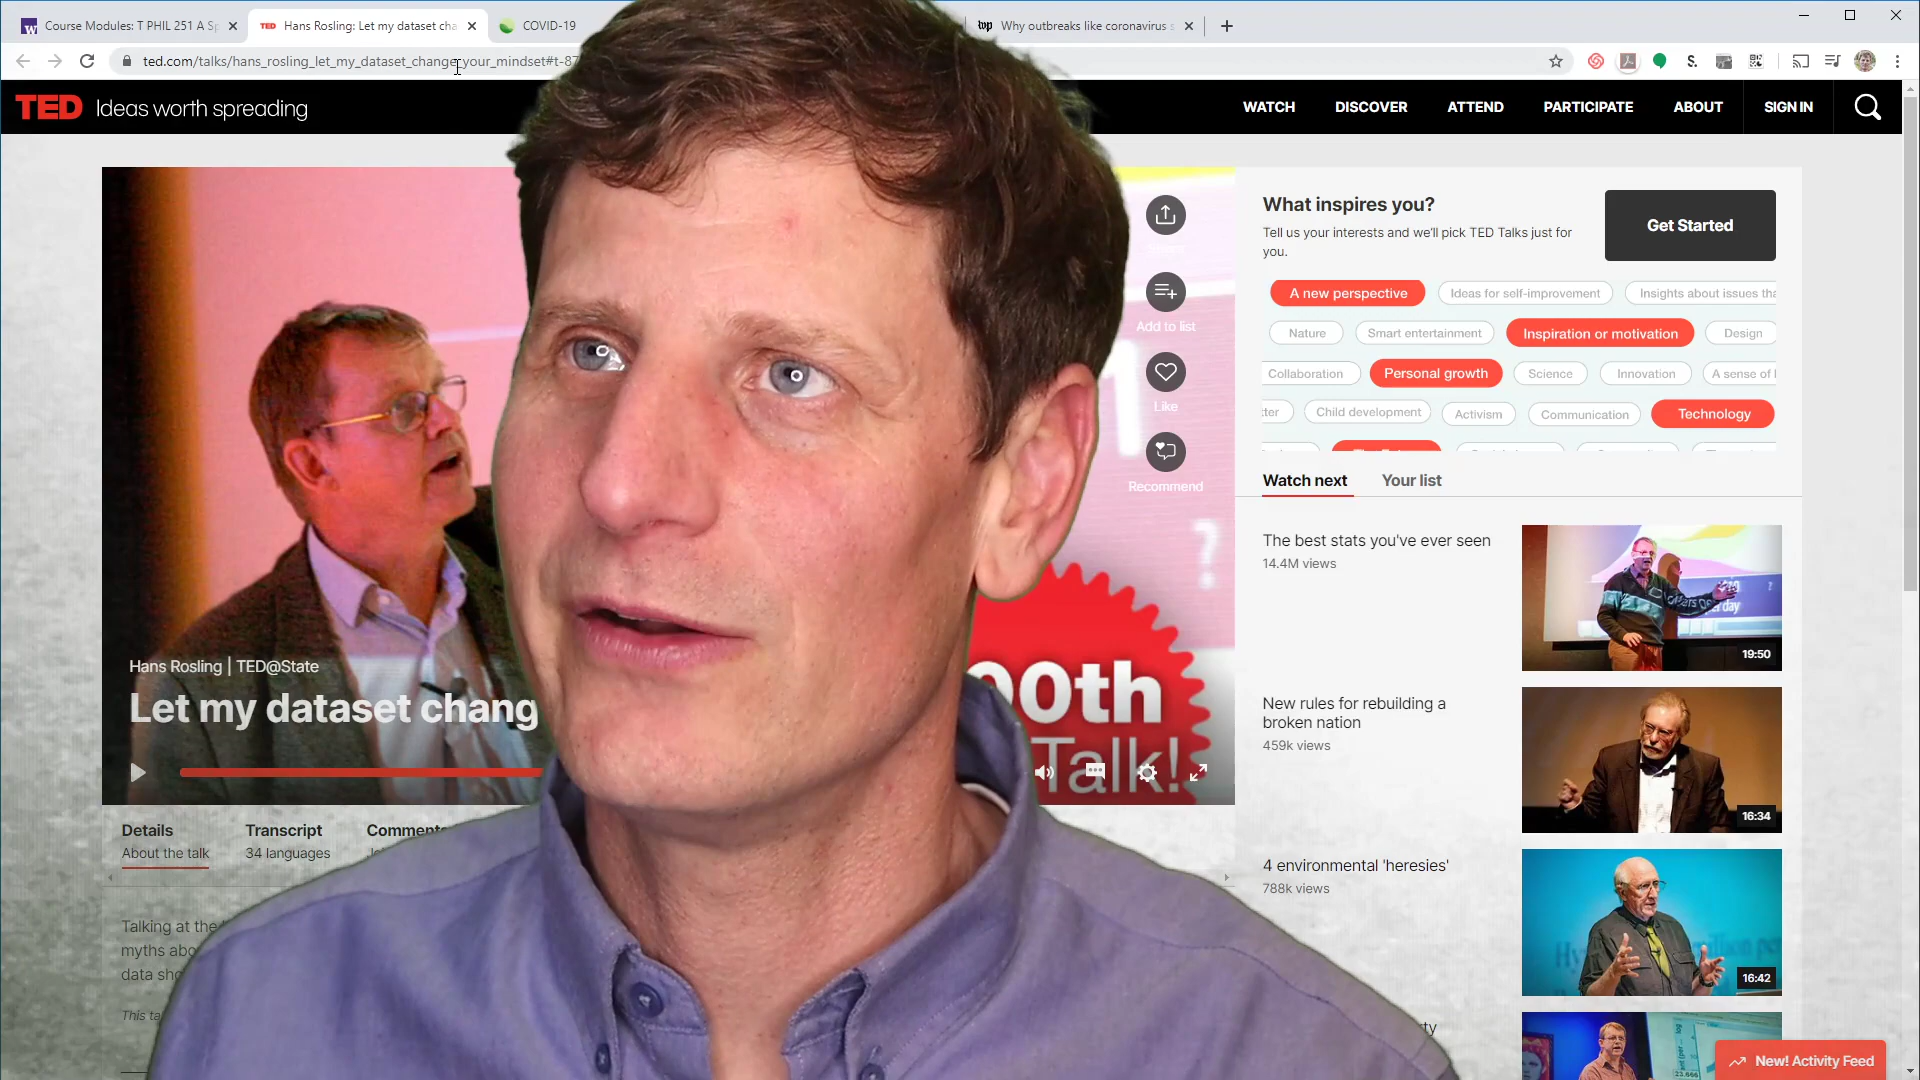 Course Modules: T PHIL 251 A Sp
Hans Rosling: Let my dataset cha
COVID-19
Why outbreaks like coronavirus s
ted.com/talks/hans_rosling_let_my_dataset_change_your_mindset#t-87
TED Ideas worth spreading
WATCH
DISCOVER
ATTEND
PARTICIPATE
ABOUT
SIGN IN
Add to list
Like
Recommend
Hans Rosling | TED@State
Let my dataset chang
00th
Talk!
?
Details
About the talk
Transcript
34 languages
Comments
Talking at the
myths abo
data sho
This ta
What inspires you?
Get Started
Tell us your interests and we'll pick TED Talks just for
you.
A new perspective
Ideas for self-improvement
Insights about issues tha
Nature
Smart entertainment
Inspiration or motivation
Design
Collaboration
Personal growth
Science
Innovation
A sense of
Child development
Activism
Communication
Technology
Watch next
Your list
The best stats you've ever seen
14.4M views
19:50
New rules for rebuilding a
broken nation
459k views
16:34
4 environmental 'heresies'
788k views
16:42
New! Activity Feed